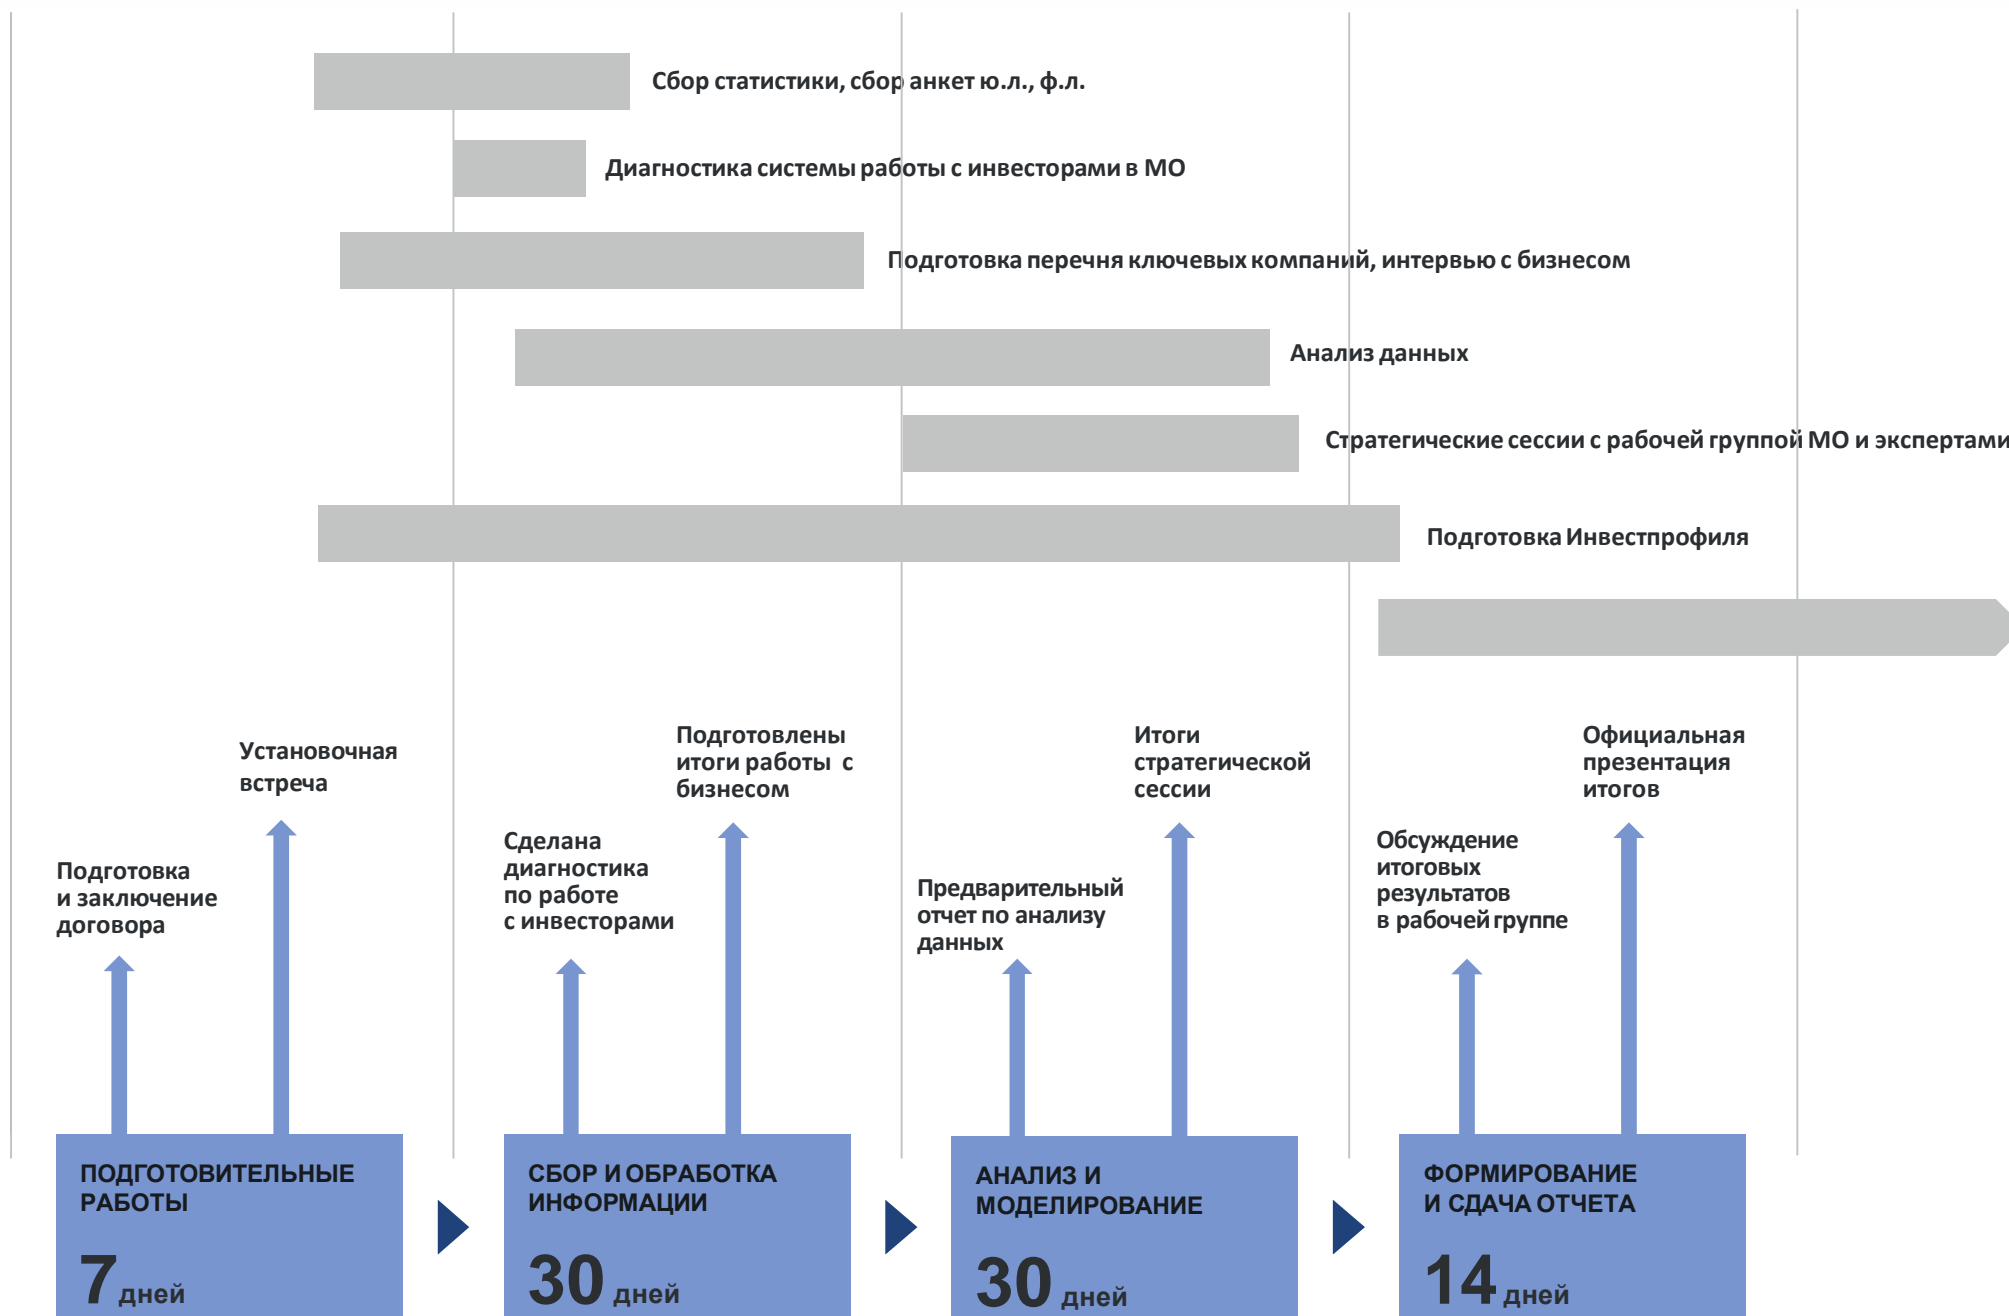 Сбор статистики, сбор анкет ю.л., ф.л.
Диагностика системы работы с инвесторами в МО
Подготовка перечня ключевых компаний, интервью с бизнесом
Анализ данных
Стратегические сессии с рабочей группой МО и экспертами
Подготовка Инвестпрофиля
Подготовка
и заключение
договора
Установочная
встреча
Сделана
диагностика
по работе
с инвесторами
Подготовлены
итоги работы с
бизнесом
Предварительный
отчет по анализу
данных
Итоги
стратегической
сессии
Обсуждение
итоговых
результатов
в рабочей группе
Официальная
презентация
итогов
ПОДГОТОВИТЕЛЬНЫЕ
РАБОТЫ
7 дней
СБОР И ОБРАБОТКА
ИНФОРМАЦИИ
30 дней
АНАЛИЗ И
МОДЕЛИРОВАНИЕ
30 дней
ФОРМИРОВАНИЕ
И СДАЧА ОТЧЕТА
14 дней